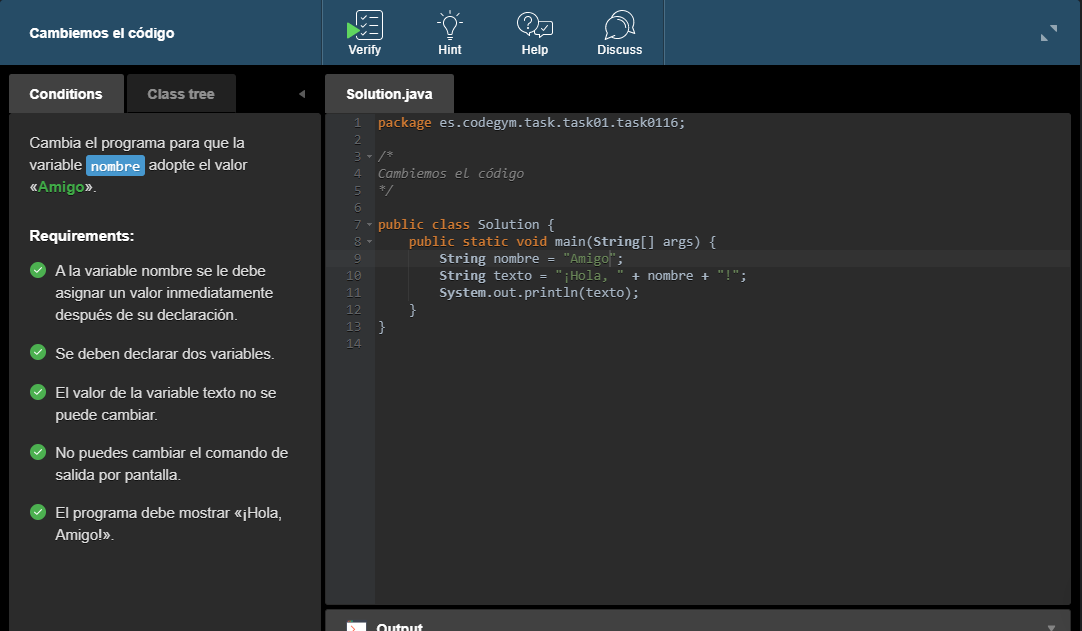 Cambiemos el código
Verify
Hint
Help
Discuss
Conditions
Class tree
Solution.java
Cambia el programa para que la
variable nombre adopte el valor
«Amigo».
Requirements:
A la variable nombre se le debe
asignar un valor inmediatamente
después de su declaración.
Se deben declarar dos variables.
El valor de la variable texto no se
puede cambiar.
No puedes cambiar el comando de
salida por pantalla.
El programa debe mostrar «¡Hola,
Amigo!».
1 package es.codegym.task.task01.task0116;
2
3 /*
4 Cambiemos el código
5 */
6
7 public class Solution {
8     public static void main(String[] args) {
9         String nombre = "Amigo";
10         String texto = "¡Hola, " + nombre + "!";
11         System.out.println(texto);
12     }
13 }
14
Output